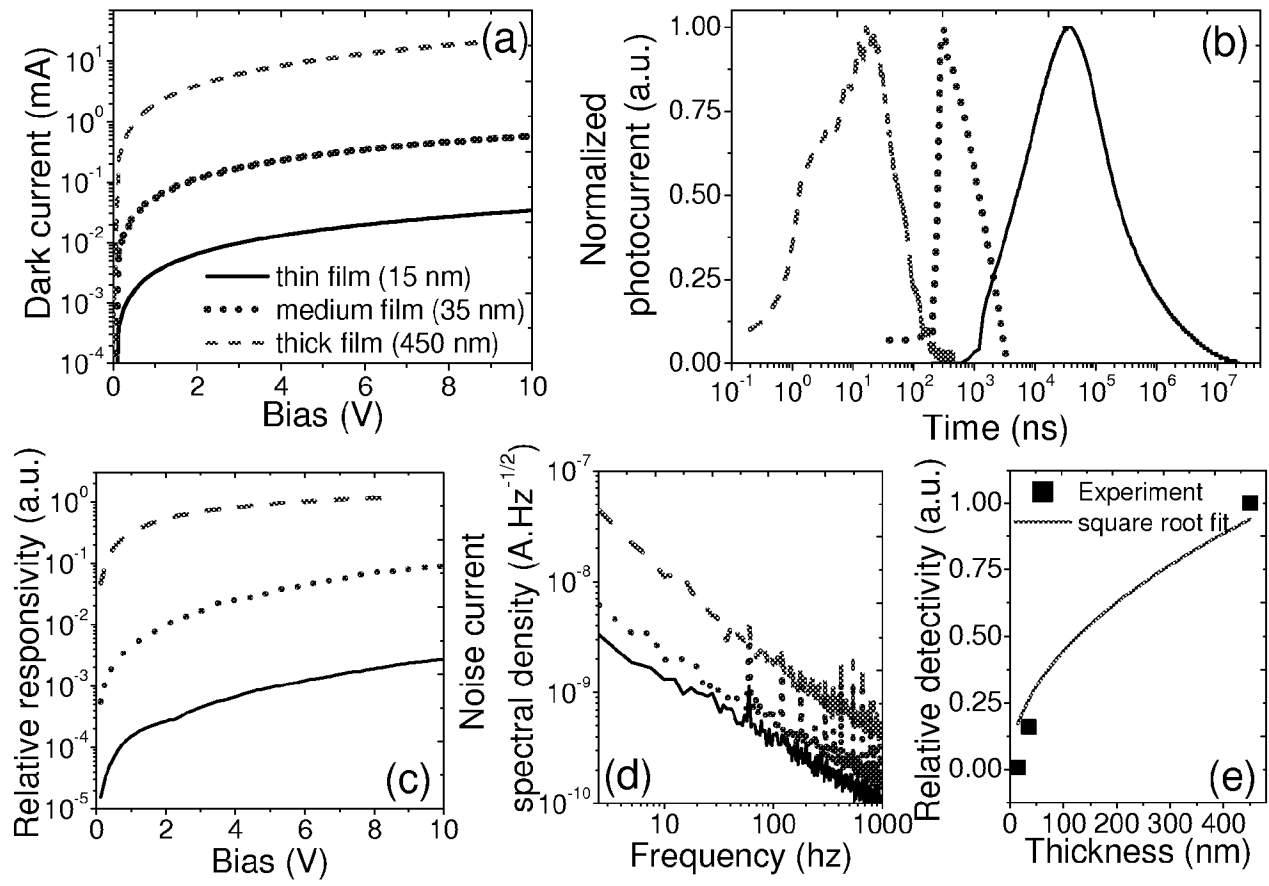 (a)
Dark current (mA)
10^1
10^0
10^-1
10^-2
10^-3
10^-4
thin film (15 nm)
medium film (35 nm)
thick film (450 nm)
0 2 4 6 8 10
Bias (V)
(b)
Normalized
photocurrent (a.u.)
1.00
0.75
0.50
0.25
0.00
10^-1 10^0 10^1 10^2 10^3 10^4 10^5 10^6 10^7
Time (ns)
(c)
Relative responsivity (a.u.)
10^0
10^-1
10^-2
10^-3
10^-4
10^-5
0 2 4 6 8 10
Bias (V)
(d)
Noise current
spectral density (A.Hz^-1/2)
10^-7
10^-8
10^-9
10^-10
10 100 1000
Frequency (hz)
(e)
Relative detectivity (a.u.)
1.00
0.75
0.50
0.25
0.00
Experiment
square root fit
0 100 200 300 400
Thickness (nm)